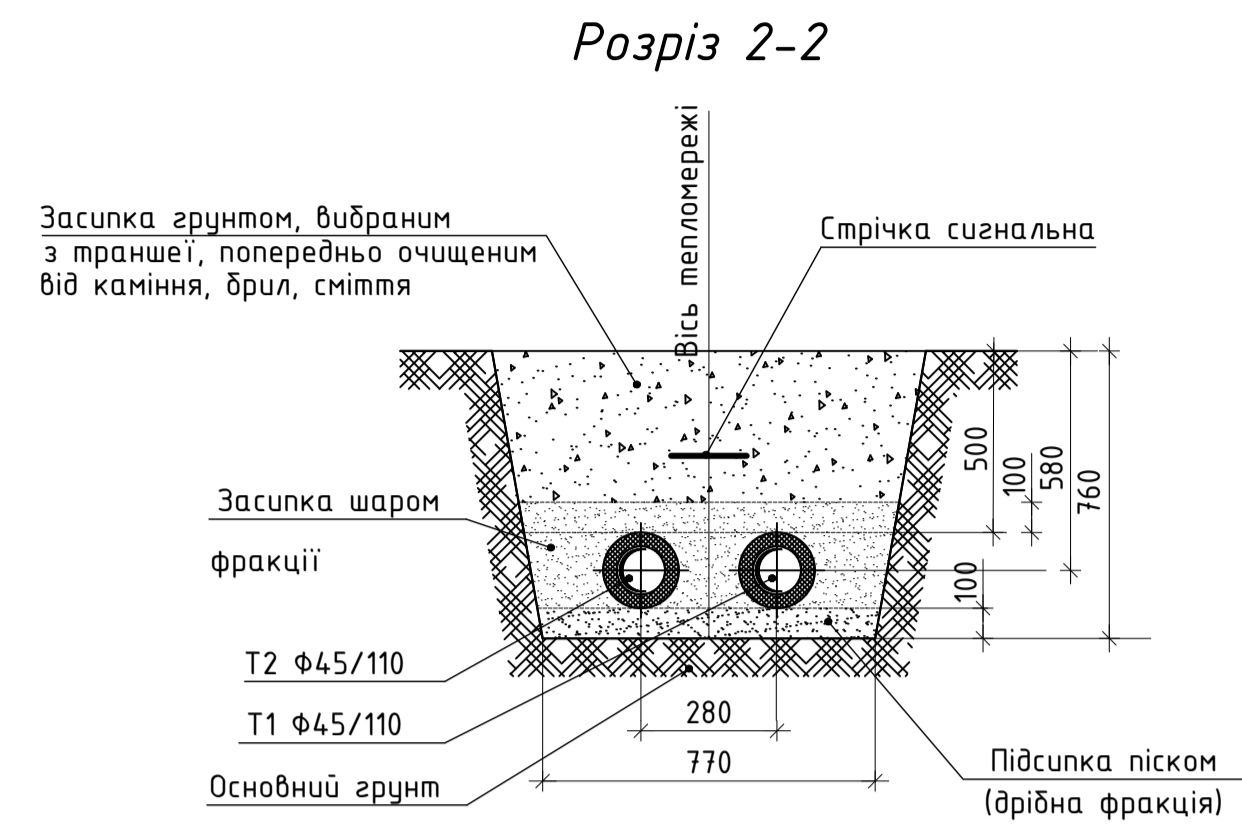 Розріз 2-2
Вісь тепломережі
Засипка грунтом, вибраним
з траншеї, попередньо очищеним
від каміння, брил, сміття
Стрічка сигнальна
500
100
580
760
100
Засипка шаром
фракції
Т2 Ф45/110
Т1 Ф45/110
Основний грунт
280
770
Підсипка піском
(дрібна фракція)